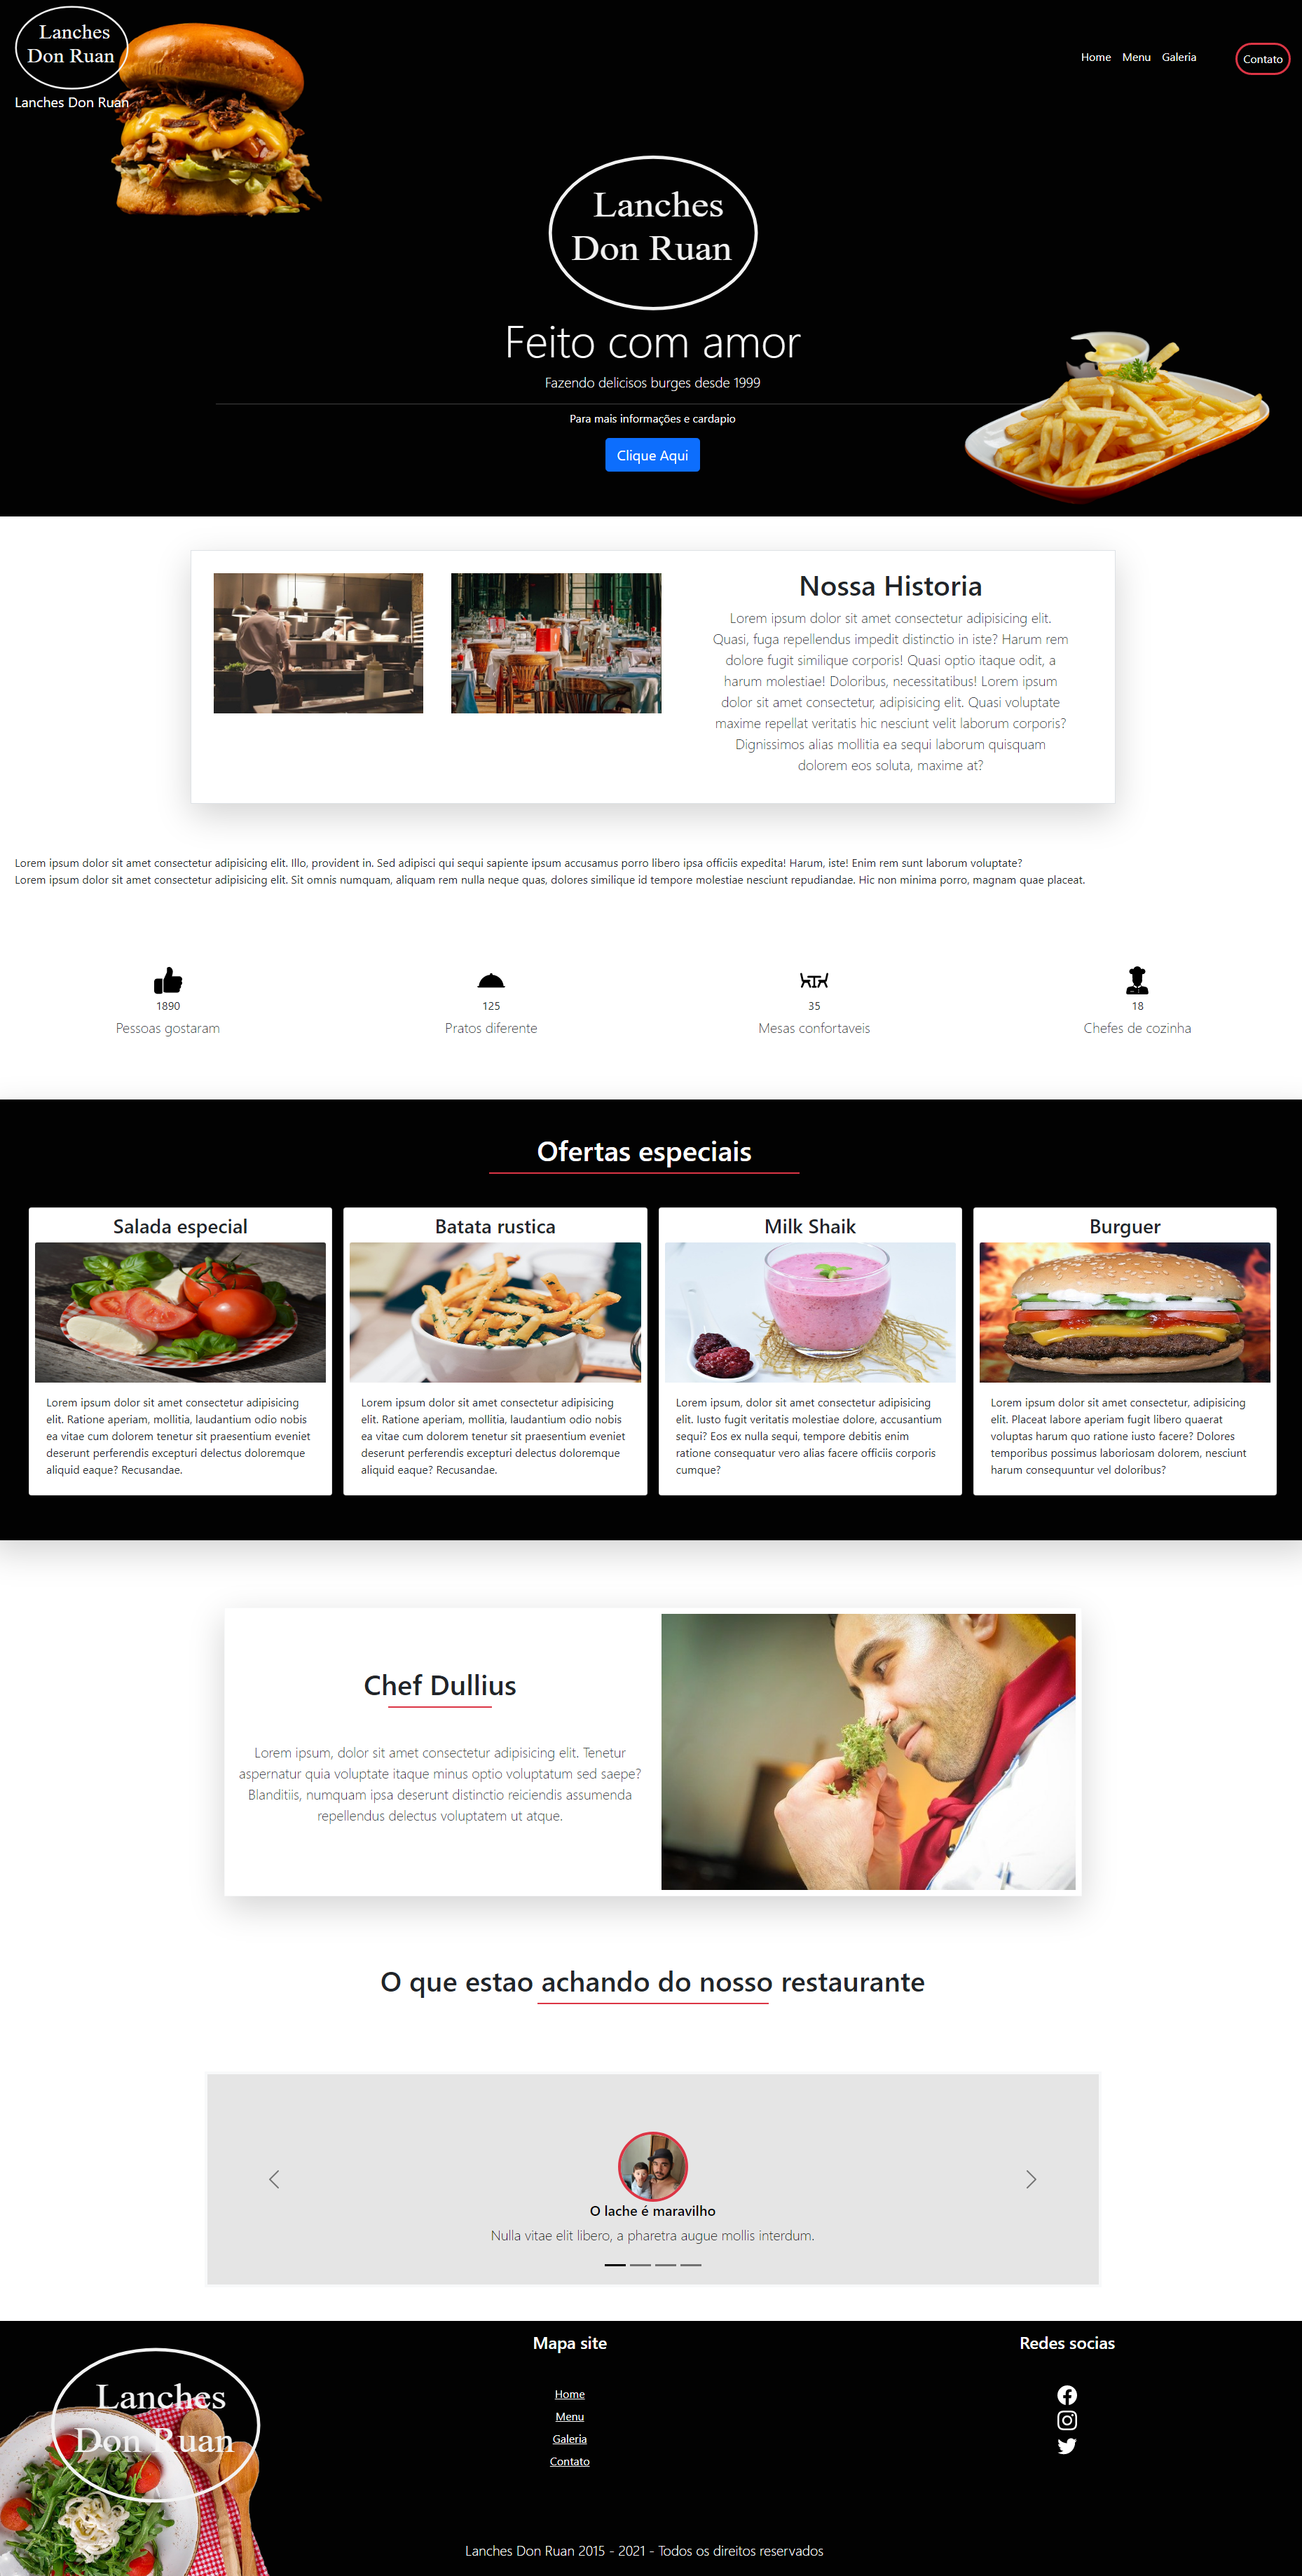 Lanches
Don Ruan
Lanches Don Ruan
Home Menu Galeria Contato
Lanches
Don Ruan
Feito com amor
Fazendo delicisos burges desde 1999
Para mais informações e cardapio
Clique Aqui
Nossa Historia
Lorem ipsum dolor sit amet consectetur adipisicing elit.
Quasi, fuga repellendus impedit distinctio in iste? Harum rem
dolore fugit similique corporis! Quasi optio itaque odit, a
harum molestiae! Doloribus, necessitatibus! Lorem ipsum
dolor sit amet consectetur, adipisicing elit. Quasi voluptate
maxime repellat veritatis hic nesciunt velit laborum corporis?
Dignissimos alias mollitia ea sequi laborum quisquam
dolorem eos soluta, maxime at?
Lorem ipsum dolor sit amet consectetur adipisicing elit. Illo, provident in. Sed adipisci qui sequi sapiente ipsum accusamus porro libero ipsa officiis expedita! Harum, iste! Enim rem sunt laborum voluptate?
Lorem ipsum dolor sit amet consectetur adipisicing elit. Sit omnis numquam, aliquam rem nulla neque quas, dolores similique id tempore molestiae nesciunt repudiandae. Hic non minima porro, magnam quae placeat.
1890
Pessoas gostaram
125
Pratos diferente
35
Mesas confortaveis
18
Chefes de cozinha
Ofertas especiais
Salada especial
Lorem ipsum dolor sit amet consectetur adipisicing
elit. Ratione aperiam, mollitia, laudantium odio nobis
ea vitae cum dolorem tenetur sit praesentium eveniet
deserunt perferendis excepturi delectus doloremque
aliquid eaque? Recusandae.
Batata rustica
Lorem ipsum dolor sit amet consectetur adipisicing
elit. Ratione aperiam, mollitia, laudantium odio nobis
ea vitae cum dolorem tenetur sit praesentium eveniet
deserunt perferendis excepturi delectus doloremque
aliquid eaque? Recusandae.
Milk Shaik
Lorem ipsum, dolor sit amet consectetur adipisicing
elit. Iusto fugit veritatis molestiae dolore, accusantium
sequi? Eos ex nulla sequi, tempore debitis enim
ratione consequatur vero alias facere officiis corporis
cumque?
Burguer
Lorem ipsum dolor sit amet consectetur, adipisicing
elit. Placeat labore aperiam fugit libero quaerat
voluptas harum quo ratione iusto facere? Dolores
temporibus possimus laboriosam dolorem, nesciunt
harum consequuntur vel doloribus?
Chef Dullius
Lorem ipsum, dolor sit amet consectetur adipisicing elit. Tenetur
aspernatur quia voluptate itaque minus optio voluptatum sed saepe?
Blanditiis, numquam ipsa deserunt distinctio reiciendis assumenda
repellendus delectus voluptatem ut atque.
O que estao achando do nosso restaurante
O lache é maravilho
Nulla vitae elit libero, a pharetra augue mollis interdum.
Lanches
Don Ruan
Mapa site
Home
Menu
Galeria
Contato
Redes socias
Lanches Don Ruan 2015 - 2021 - Todos os direitos reservados